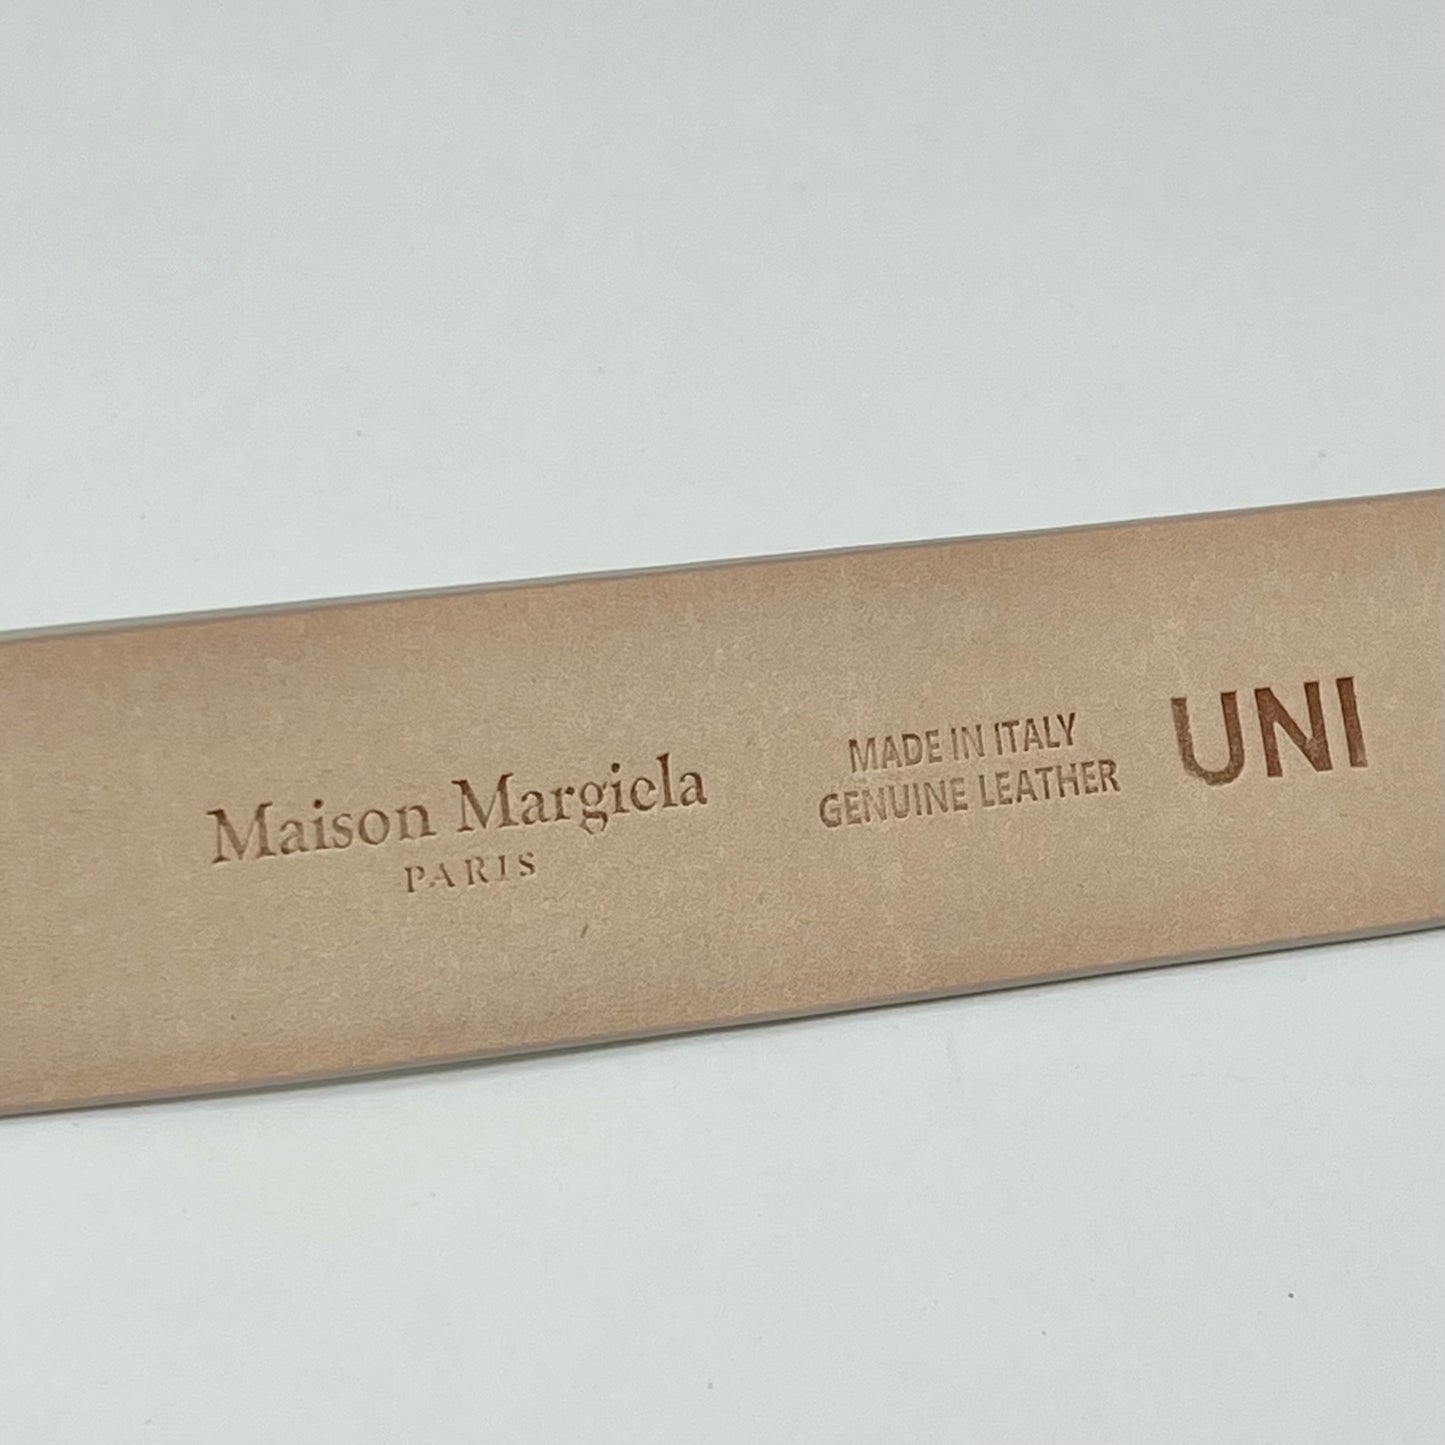 Maison Margiela
PARIS
MADE IN ITALY
GENUINE LEATHER
UNI